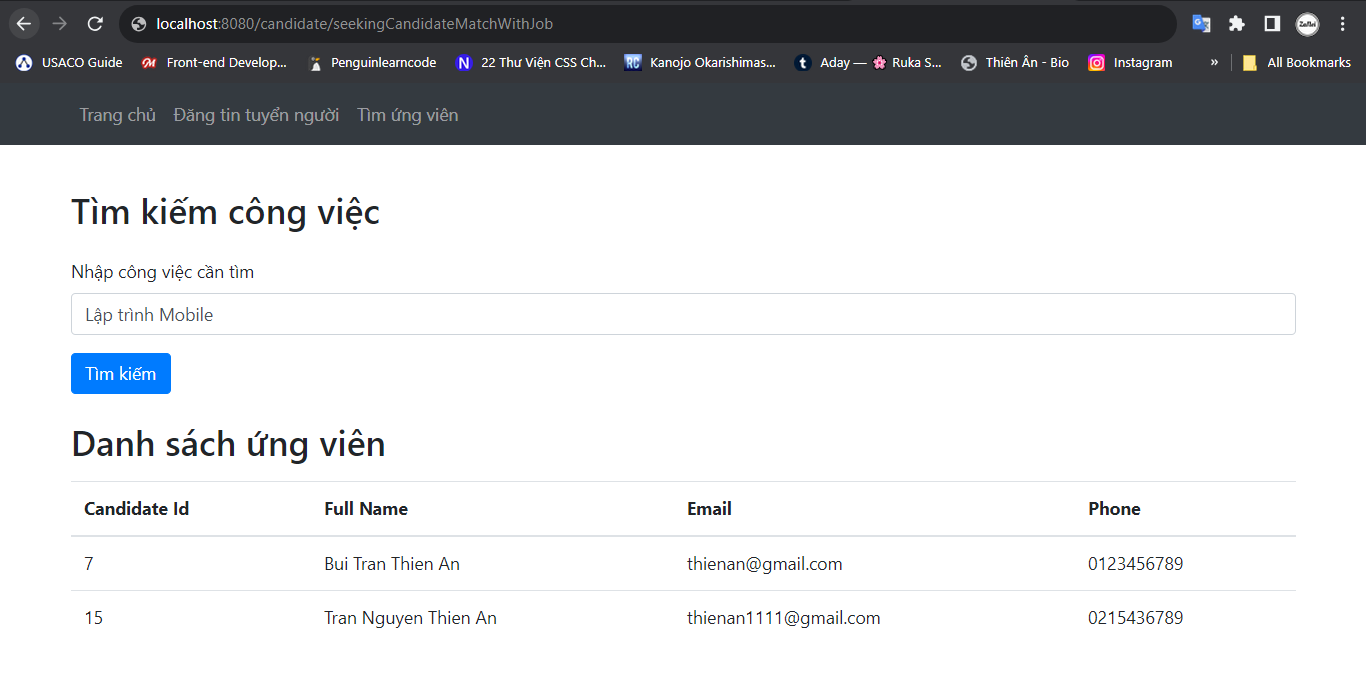 localhost:8080/candidate/seekingCandidateMatchWithJob
USACO Guide Front-end Develop... Penguinlearncode N 22 Thư Viện CSS Ch... RC Kanojo Okarishimas... t Aday — 🌸 Ruka S... Thiên Ân - Bio Instagram » All Bookmarks
Trang chủ Đăng tin tuyển người Tìm ứng viên
Tìm kiếm công việc
Nhập công việc cần tìm
Lập trình Mobile
Tìm kiếm
Danh sách ứng viên
Candidate Id Full Name Email Phone
7 Bui Tran Thien An thienan@gmail.com 0123456789
15 Tran Nguyen Thien An thienan1111@gmail.com 0215436789